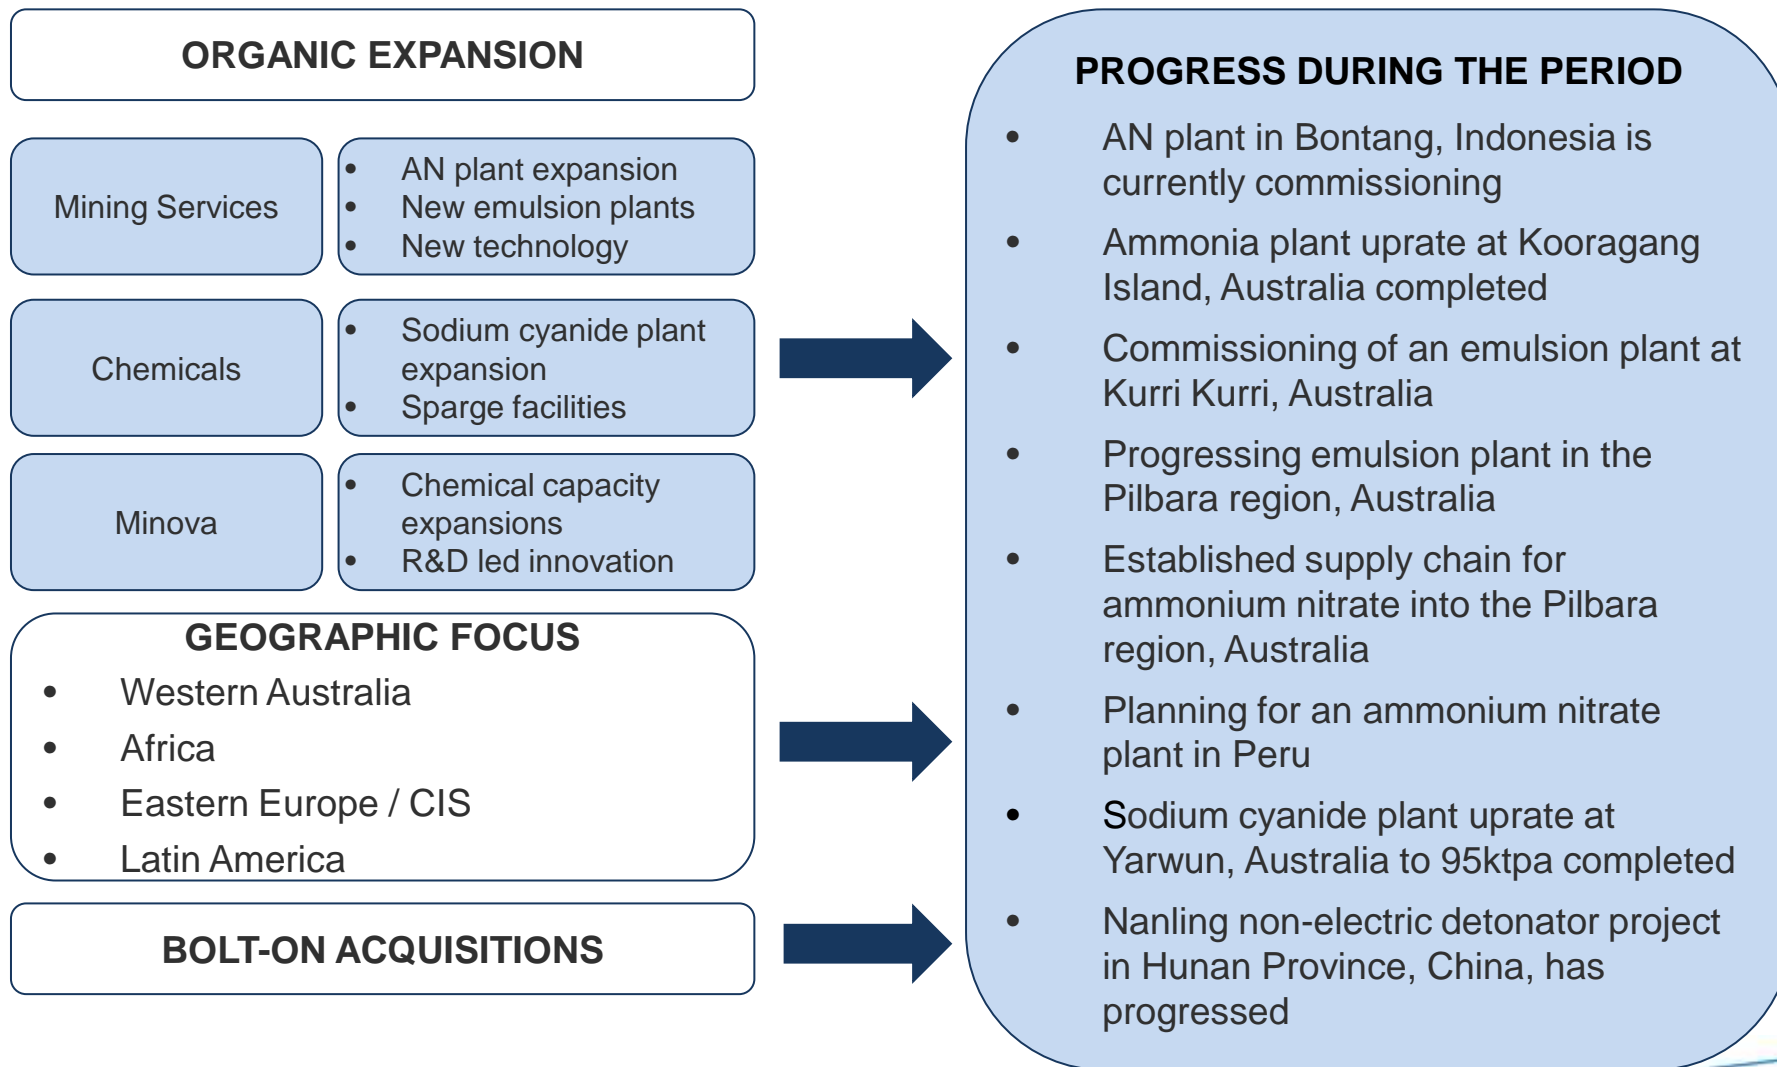 ORGANIC EXPANSION
Mining Services
• AN plant expansion
• New emulsion plants
• New technology
Chemicals
• Sodium cyanide plant
expansion
• Sparge facilities
Minova
• Chemical capacity
expansions
• R&D led innovation
GEOGRAPHIC FOCUS
• Western Australia
• Africa
• Eastern Europe / CIS
• Latin America
BOLT-ON ACQUISITIONS
PROGRESS DURING THE PERIOD
• AN plant in Bontang, Indonesia is
currently commissioning
• Ammonia plant uprate at Kooragang
Island, Australia completed
• Commissioning of an emulsion plant at
Kurri Kurri, Australia
• Progressing emulsion plant in the
Pilbara region, Australia
• Established supply chain for
ammonium nitrate into the Pilbara
region, Australia
• Planning for an ammonium nitrate
plant in Peru
• Sodium cyanide plant uprate at
Yarwun, Australia to 95ktpa completed
• Nanling non-electric detonator project
in Hunan Province, China, has
progressed